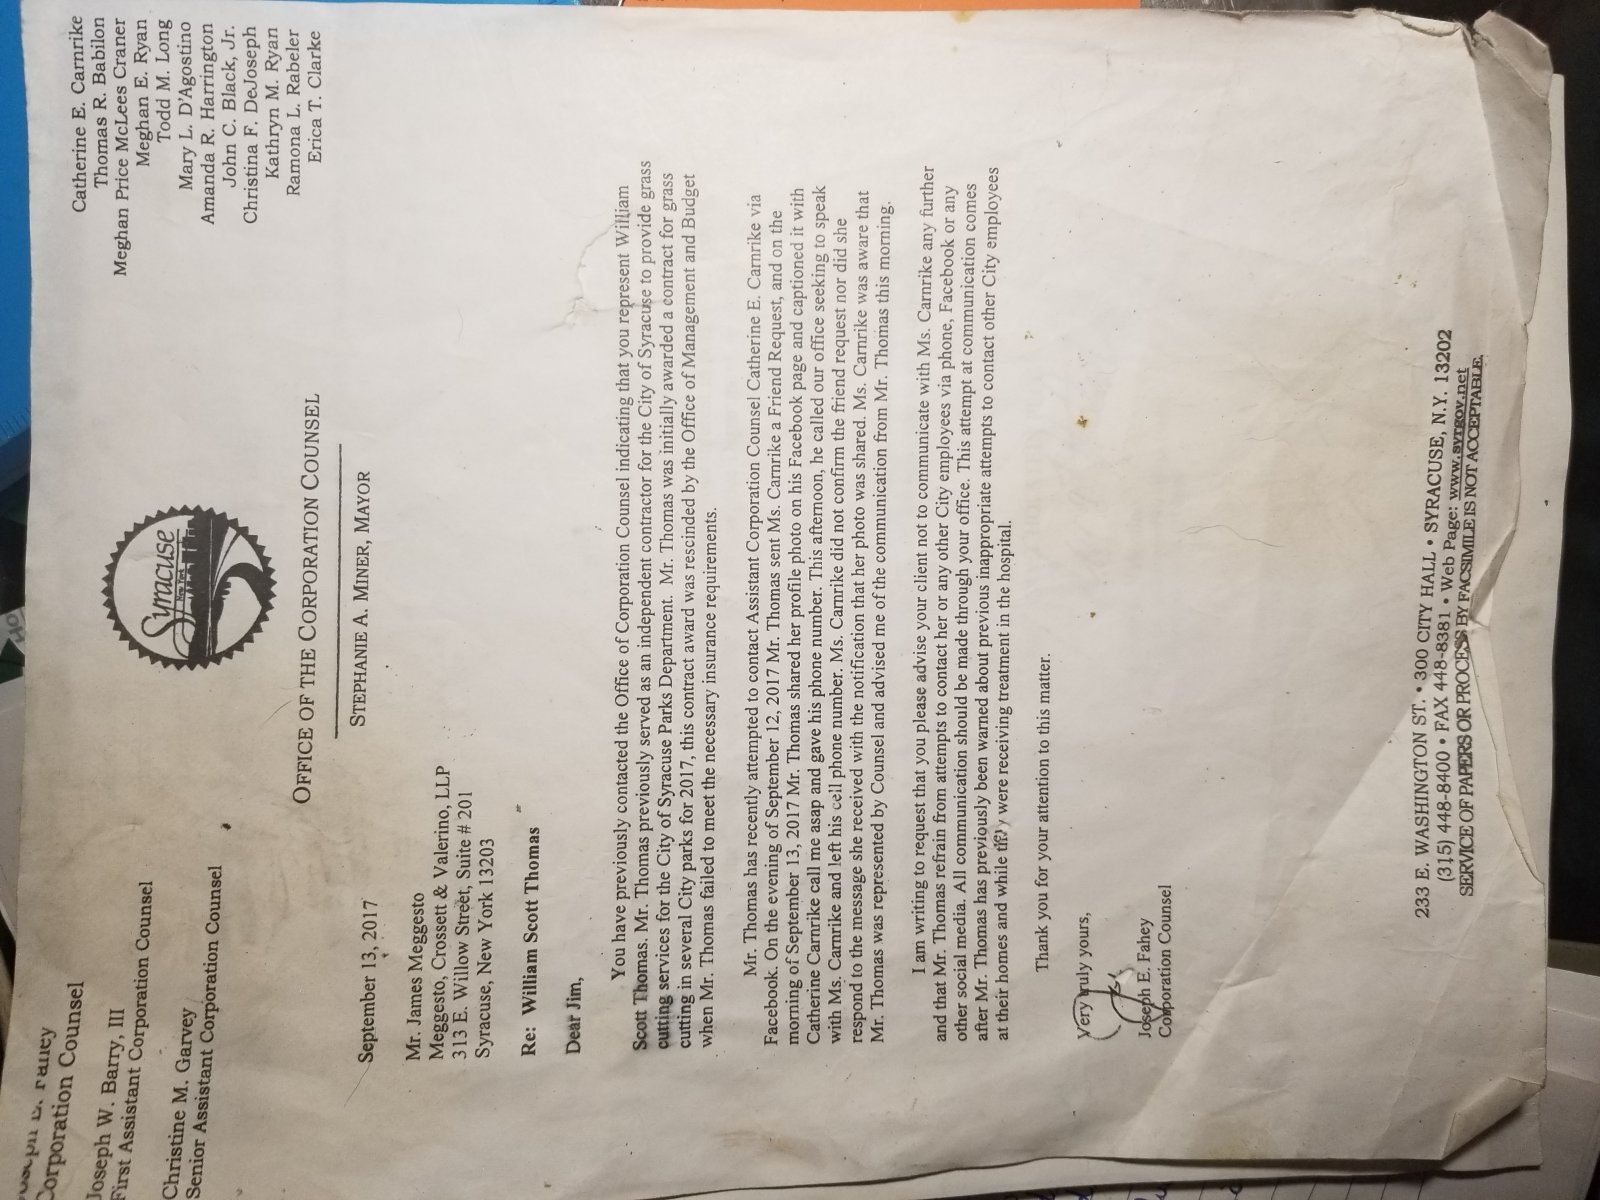 Corporation Counsel
Joseph W. Barry, III
First Assistant Corporation Counsel
Christine M. Garvey
Senior Assistant Corporation Counsel
Syracuse
New York
OFFICE OF THE CORPORATION COUNSEL
STEPHANIE A. MINER, MAYOR
Catherine E. Carnrike
Thomas R. Babilon
Meghan Price McLees Craner
Meghan E. Ryan
Todd M. Long
Mary L. D'Agostino
Amanda R. Harrington
John C. Black, Jr.
Christina F. DeJoseph
Kathryn M. Ryan
Ramona L. Rabeler
Erica T. Clarke
September 13, 2017
Mr. James Meggesto
Meggesto, Crossett & Valerino, LLP
313 E. Willow Street, Suite # 201
Syracuse, New York 13203
Re: William Scott Thomas
Dear Jim,
You have previously contacted the Office of Corporation Counsel indicating that you represent William
Scott Thomas. Mr. Thomas previously served as an independent contractor for the City of Syracuse to provide grass
cutting services for the City of Syracuse Parks Department. Mr. Thomas was initially awarded a contract for grass
cutting in several City parks for 2017, this contract award was rescinded by the Office of Management and Budget
when Mr. Thomas failed to meet the necessary insurance requirements.
Mr. Thomas has recently attempted to contact Assistant Corporation Counsel Catherine E. Carnrike via
Facebook. On the evening of September 12, 2017 Mr. Thomas sent Ms. Carnrike a Friend Request, and on the
morning of September 13, 2017 Mr. Thomas shared her profile photo on his Facebook page and captioned it with
Catherine Carnrike call me asap and gave his phone number. This afternoon, he called our office seeking to speak
with Ms. Carnrike and left his cell phone number. Ms. Carnrike did not confirm the friend request nor did she
respond to the message she received with the notification that her photo was shared. Ms. Carnrike was aware that
Mr. Thomas was represented by Counsel and advised me of the communication from Mr. Thomas this morning.
I am writing to request that you please advise your client not to communicate with Ms. Carnrike any further
and that Mr. Thomas refrain from attempts to contact her or any other City employees via phone, Facebook or any
other social media. All communication should be made through your office. This attempt at communication comes
after Mr. Thomas has previously been warned about previous inappropriate attempts to contact other City employees
at their homes and while they were receiving treatment in the hospital.
Thank you for your attention to this matter.
Very truly yours,
Joseph E. Fahey
Corporation Counsel
233 E. WASHINGTON ST. • 300 CITY HALL • SYRACUSE, N.Y. 13202
(315) 448-8400 • FAX 448-8381 • Web Page: www.syrgov.net
SERVICE OF PAPERS OR PROCESS BY FACSIMILE IS NOT ACCEPTABLE.